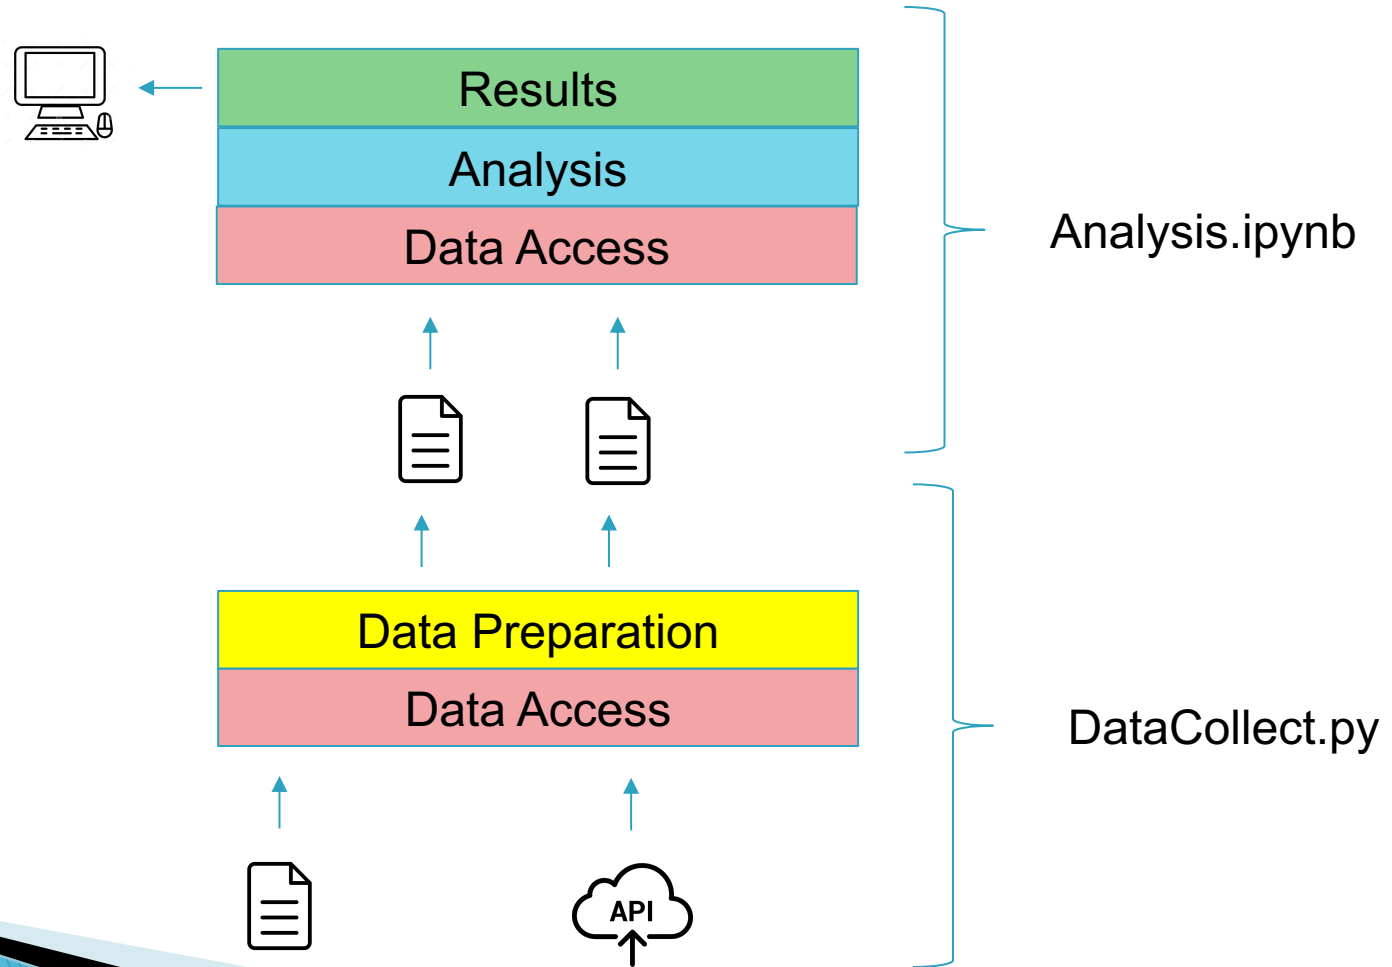 Results
Analysis
Data Access
Analysis.ipynb
Data Preparation
Data Access
DataCollect.py
API